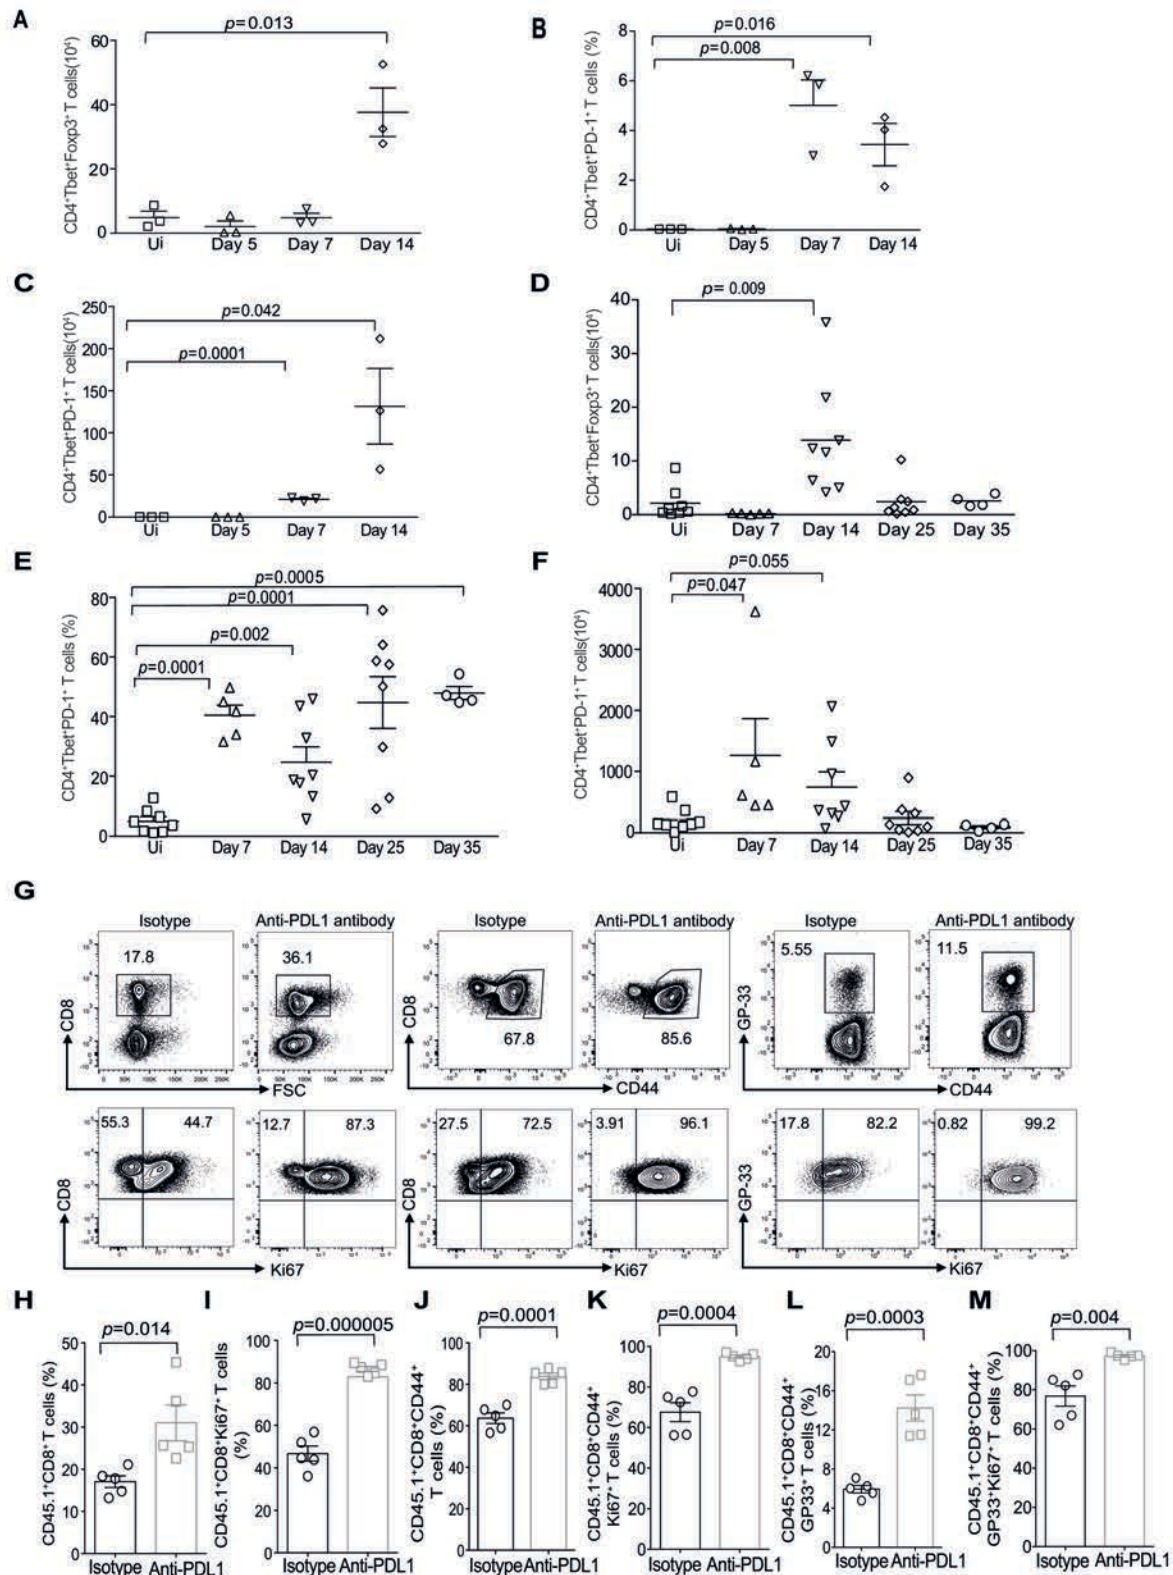 A
p=0.013
CD4+Tbet+Foxp3+ T cells(10⁴)
60
40
20
0
Ui Day 5 Day 7 Day 14
B
p=0.016
p=0.008
CD4+Tbet+PD-1+ T cells (%)
8
6
4
2
0
Ui Day 5 Day 7 Day 14
C
p=0.042
p=0.0001
CD4+Tbet+PD-1+ T cells(10⁴)
250
200
150
100
50
0
Ui Day 5 Day 7 Day 14
D
p= 0.009
CD4+Tbet+Foxp3+ T cells(10⁴)
40
30
20
10
0
Ui Day 7 Day 14 Day 25 Day 35
E
p=0.0005
p=0.0001
p=0.002
p=0.0001
CD4+Tbet+PD-1+ T cells (%)
80
60
40
20
0
Ui Day 7 Day 14 Day 25 Day 35
F
p=0.055
p=0.047
CD4+Tbet+PD-1+ T cells(10⁴)
4000
3000
2000
1000
0
Ui Day 7 Day 14 Day 25 Day 35
G
Isotype Anti-PDL1 antibody Isotype Anti-PDL1 antibody Isotype Anti-PDL1 antibody
17.8 36.1 67.8 85.6 5.55 11.5
CD8 CD8 GP-33
FSC CD44 CD44
55.3 44.7 12.7 87.3 27.5 72.5 3.91 96.1 17.8 82.2 0.82 99.2
CD8 CD8 GP-33
Ki67 Ki67 Ki67
H
p=0.014
CD45.1+CD8+T cells (%)
50
40
30
20
10
0
Isotype Anti-PDL1
I
p=0.000005
CD45.1+CD8+Ki67+ T cells
(%)
100
80
60
40
20
0
Isotype Anti-PDL1
J
p=0.0001
CD45.1+CD8+CD44+
T cells (%)
100
80
60
40
20
0
Isotype Anti-PDL1
K
p=0.0004
CD45.1+CD8+CD44+
Ki67+ T cells (%)
100
80
60
40
20
0
Isotype Anti-PDL1
L
p=0.0003
CD45.1+CD8+CD44+
GP33+T cells (%)
20
16
12
8
4
0
Isotype Anti-PDL1
M
p=0.004
CD45.1+CD8+CD44+
GP33+Ki67+ T cells (%)
100
80
60
40
20
0
Isotype Anti-PDL1